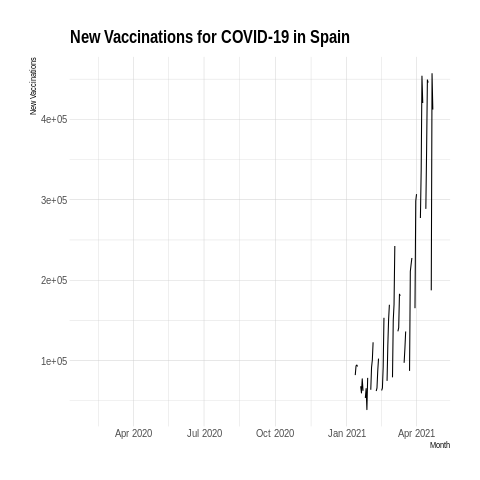 New Vaccinations for COVID-19 in Spain
New Vaccinations
4e+05
3e+05
2e+05
1e+05
Apr 2020 Jul 2020 Oct 2020 Jan 2021 Apr 2021
Month